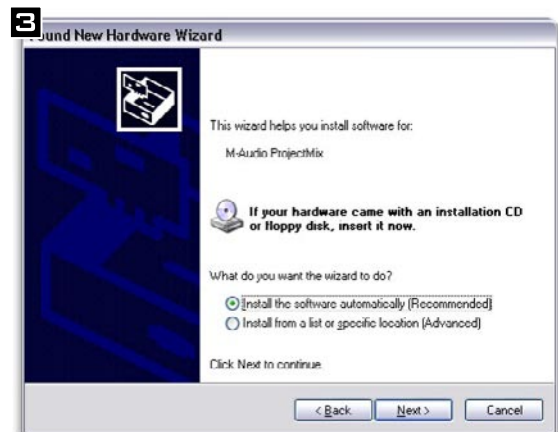 3
ound New Hardware Wizard
This wizard helps you install software for:
M-Audio ProjectMix
If your hardware came with an installation CD
or floppy disk, insert it now.
What do you want the wizard to do?
Install the software automatically (Recommended)
Install from a list or specific location (Advanced)
Click Next to continue.
< Back Next > Cancel